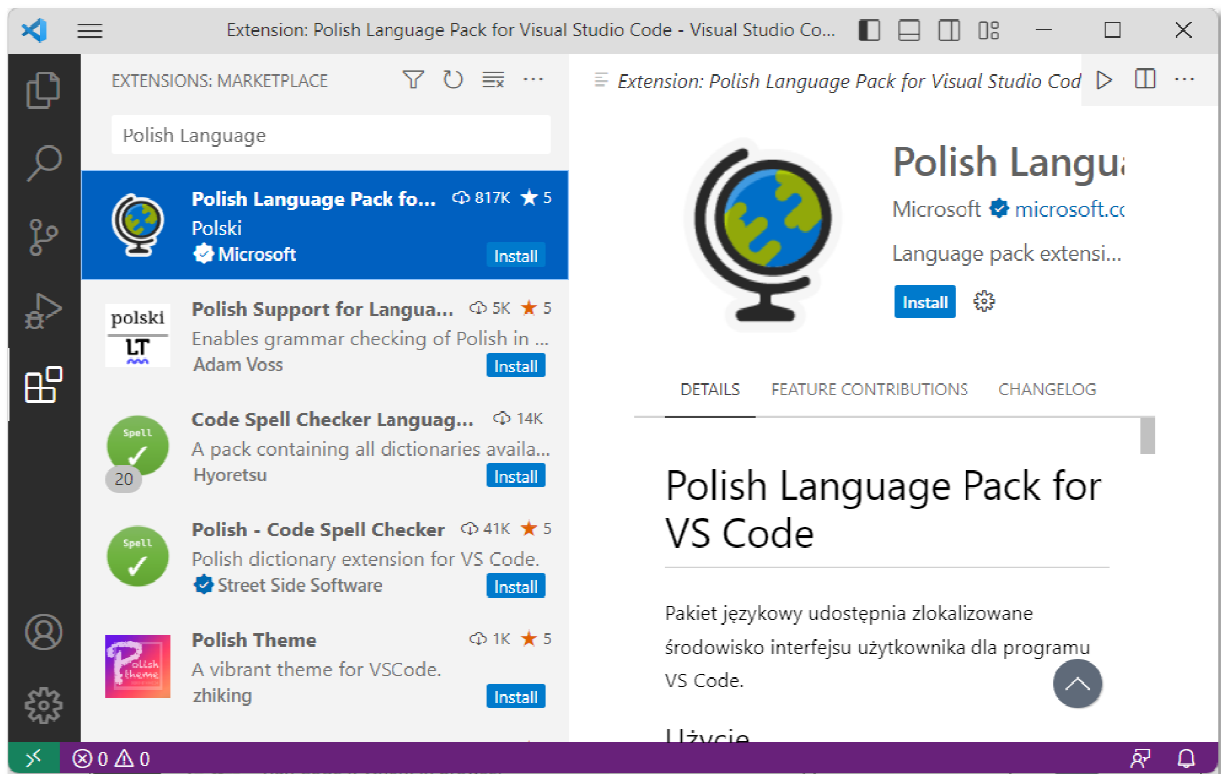 Extension: Polish Language Pack for Visual Studio Code - Visual Studio Co...
EXTENSIONS: MARKETPLACE
Polish Language
Polish Language Pack fo... 817K 5
Polski
Microsoft
Install
polski
LT
Polish Support for Langua... 5K 5
Enables grammar checking of Polish in ...
Adam Voss
Install
Spell
20
Code Spell Checker Languag... 14K
A pack containing all dictionaries availa...
Hyoretsu
Install
Spell
Polish - Code Spell Checker 41K 5
Polish dictionary extension for VS Code.
Street Side Software
Install
Polish
theme
Polish Theme 1K 5
A vibrant theme for VSCode.
zhiking
Install
Extension: Polish Language Pack for Visual Studio Cod
Polish Langua
Microsoft microsoft.co
Language pack extensi...
Install
DETAILS FEATURE CONTRIBUTIONS CHANGELOG
Polish Language Pack for
VS Code
Pakiet językowy udostępnia zlokalizowane
środowisko interfejsu użytkownika dla programu
VS Code.
Użycie
0 0